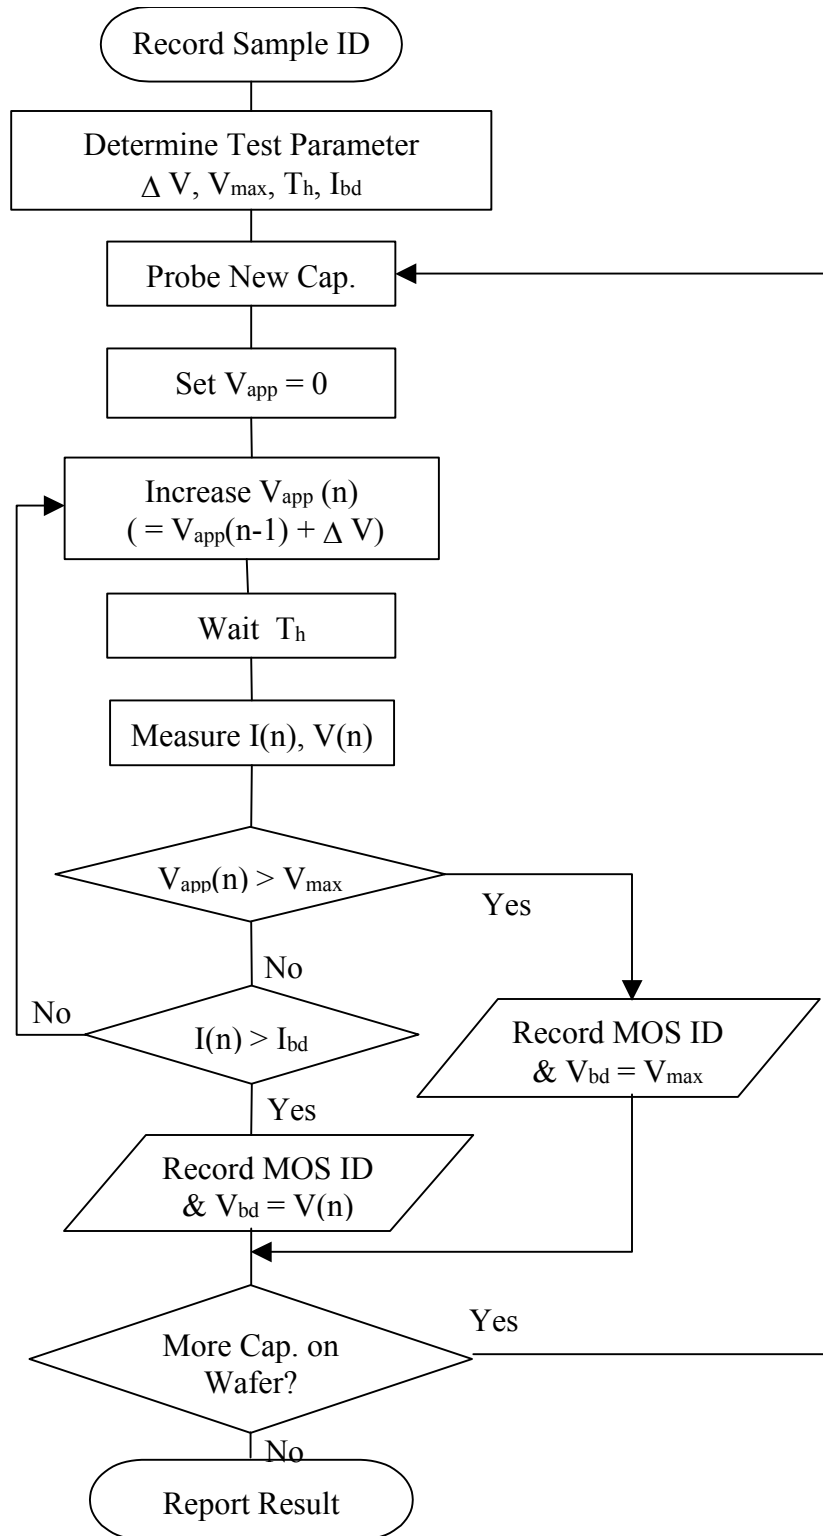 Record Sample ID
Determine Test Parameter
Δ V, Vmax, Th, Ibd
Probe New Cap.
Set Vapp = 0
Increase Vapp (n)
( = Vapp(n-1) + Δ V)
Wait Th
Measure I(n), V(n)
Vapp(n) > Vmax
Yes
No
No
I(n) > Ibd
Record MOS ID
& Vbd = Vmax
Yes
Record MOS ID
& Vbd = V(n)
More Cap. on
Wafer?
Yes
No
Report Result